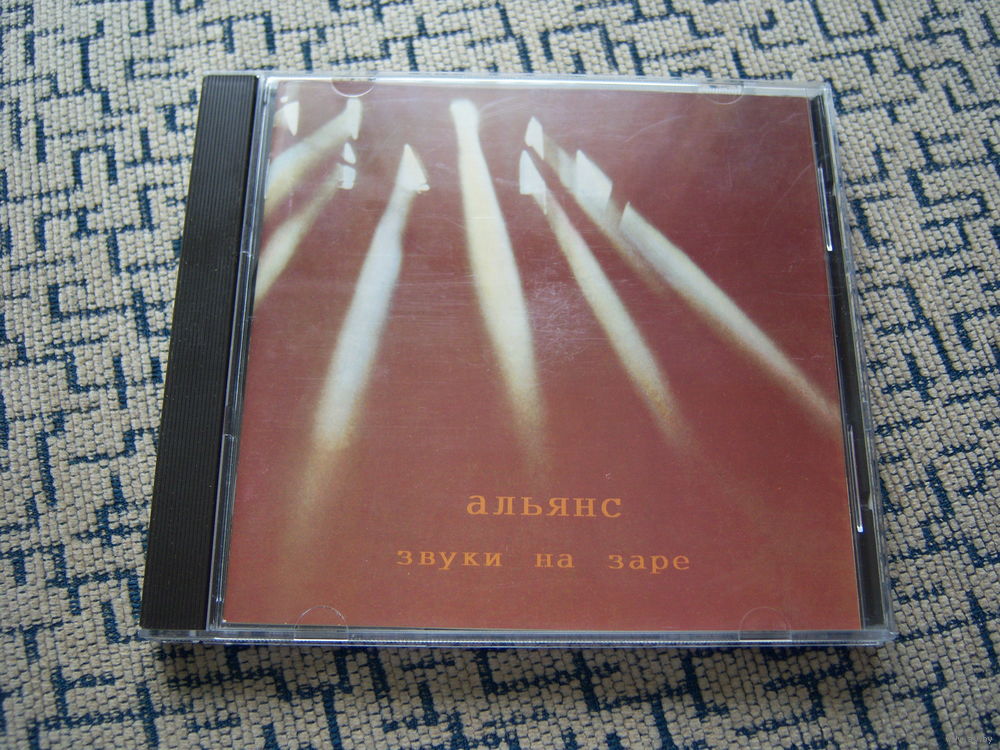 альянс
звуки на заре